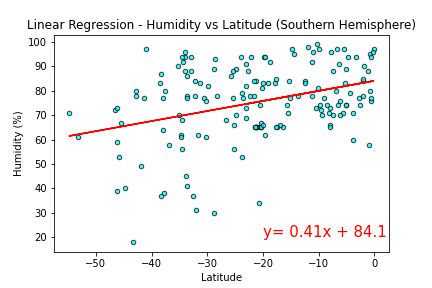 Linear Regression - Humidity vs Latitude (Southern Hemisphere)
100
90
80
70
60
50
40
30
20
Humidity (%)
y= 0.41x + 84.1
−50 −40 −30 −20 −10 0
Latitude